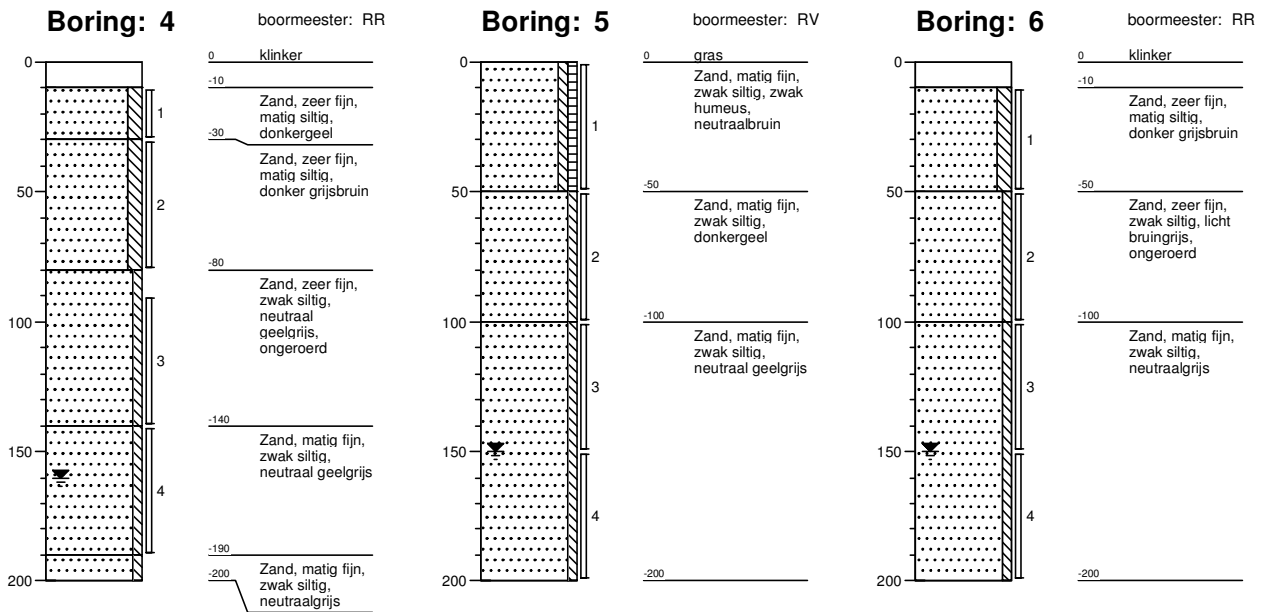 Boring: 4
boormeester: RR
0
50
100
150
200
1
2
3
4
0 klinker
-10
Zand, zeer fijn,
matig siltig,
donkergeel
-30
Zand, zeer fijn,
matig siltig,
donker grijsbruin
-80
Zand, zeer fijn,
zwak siltig,
neutraal
geelgrijs,
ongeroerd
-140
Zand, matig fijn,
zwak siltig,
neutraal geelgrijs
-190
Zand, matig fijn,
zwak siltig,
neutraalgrijs
-200
Boring: 5
boormeester: RV
0
50
100
150
200
1
2
3
4
0 gras
Zand, matig fijn,
zwak siltig, zwak
humeus,
neutraalbruin
-50
Zand, matig fijn,
zwak siltig,
donkergeel
-100
Zand, matig fijn,
zwak siltig,
neutraal geelgrijs
-200
Boring: 6
boormeester: RR
0
50
100
150
200
1
2
3
4
0 klinker
-10
Zand, zeer fijn,
matig siltig,
donker grijsbruin
-50
Zand, zeer fijn,
zwak siltig, licht
bruingrijs,
ongeroerd
-100
Zand, matig fijn,
zwak siltig,
neutraalgrijs
-200